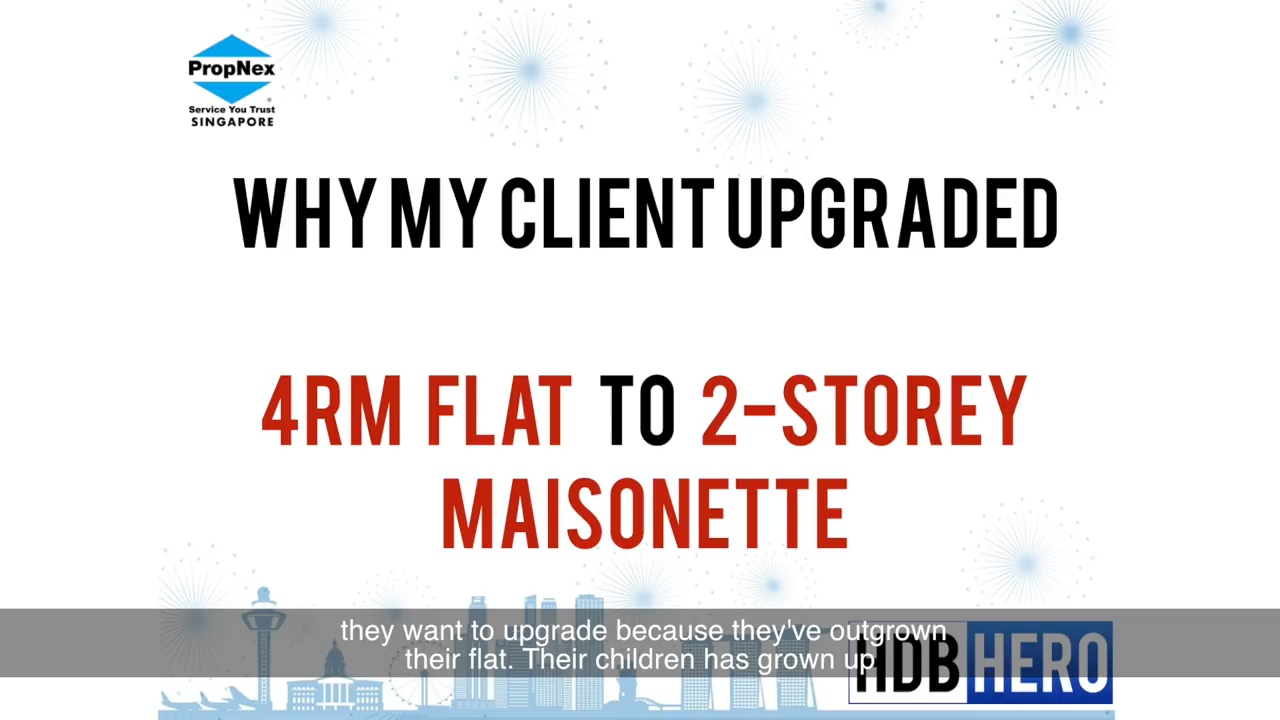 PropNex
Service You Trust
SINGAPORE
WHY MY CLIENT UPGRADED
4RM FLAT TO 2-STOREY
MAISONETTE
they want to upgrade because they've outgrown
their flat. Their children has grown up
HDB HERO